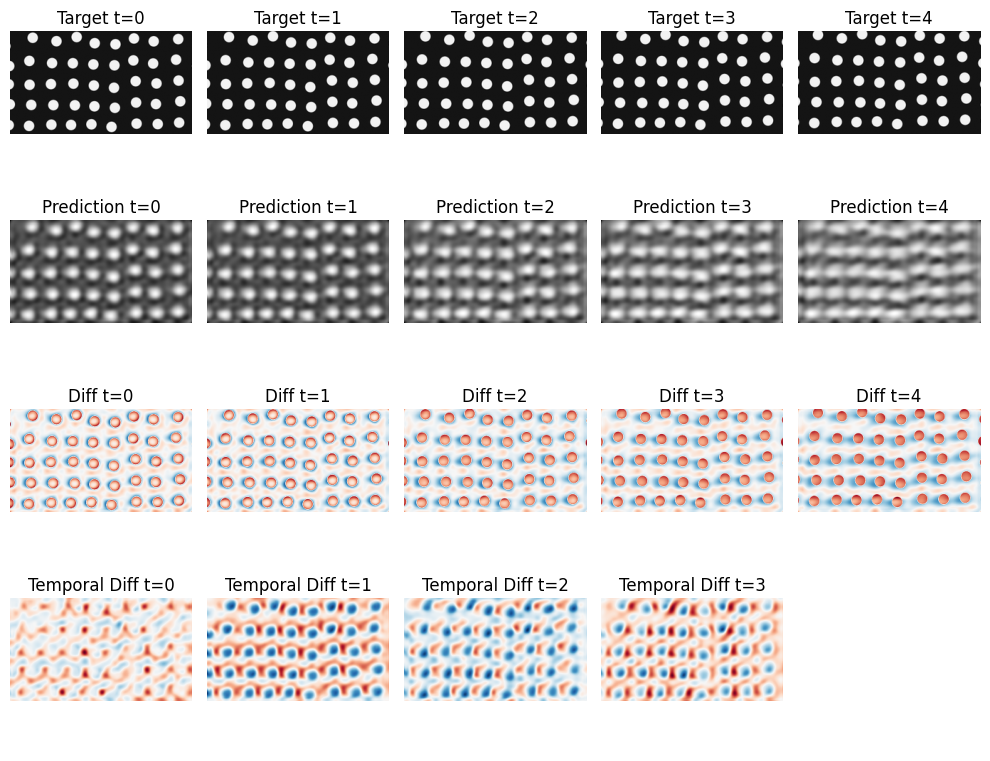 Target t=0 Target t=1 Target t=2 Target t=3 Target t=4
Prediction t=0 Prediction t=1 Prediction t=2 Prediction t=3 Prediction t=4
Diff t=0 Diff t=1 Diff t=2 Diff t=3 Diff t=4
Temporal Diff t=0 Temporal Diff t=1 Temporal Diff t=2 Temporal Diff t=3